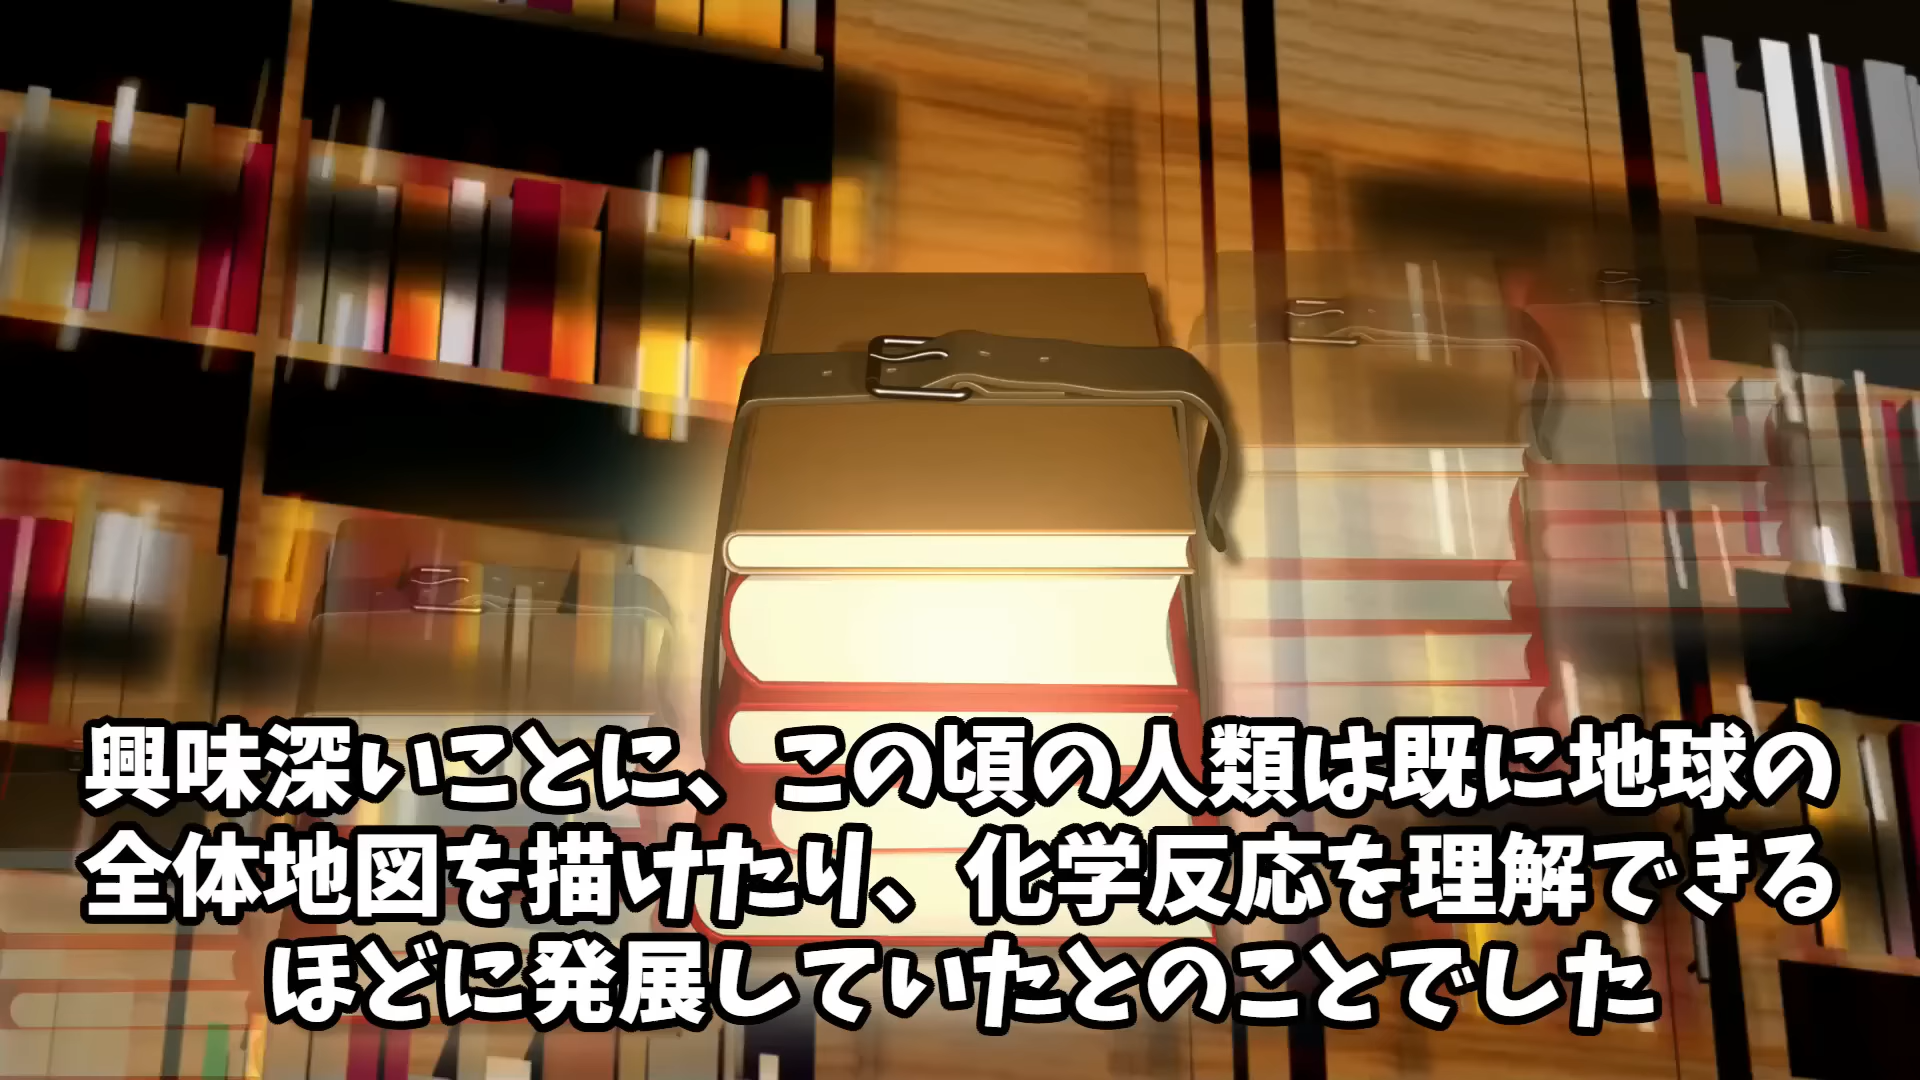 興味深いことに、この頃の人類は既に地球の
全体地図を描けたり、化学反応を理解できる
ほどに発展していたとのことでした